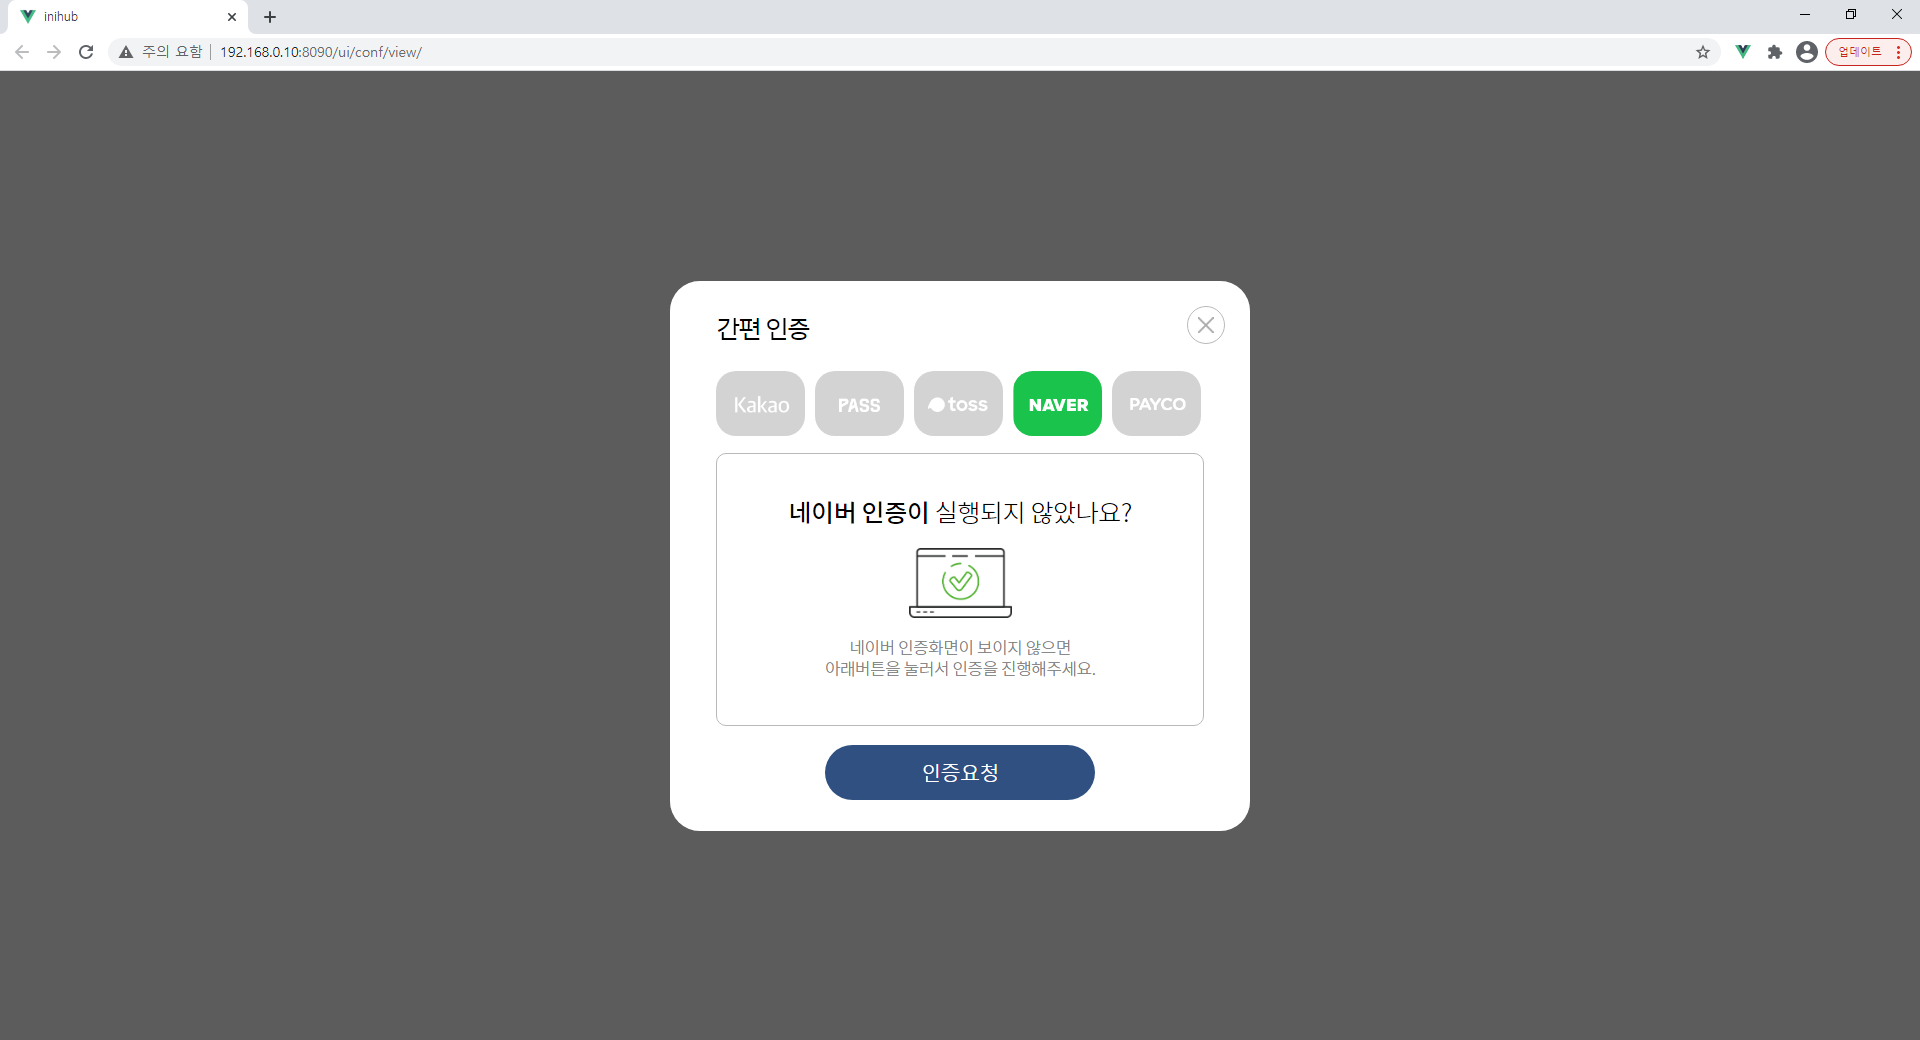 inihub
주의 요함 192.168.0.10:8090/ui/conf/view/
업데이트
간편 인증
Kakao PASS toss NAVER PAYCO
네이버 인증이 실행되지 않았나요?
네이버 인증화면이 보이지 않으면
아래버튼을 눌러서 인증을 진행해주세요.
인증요청